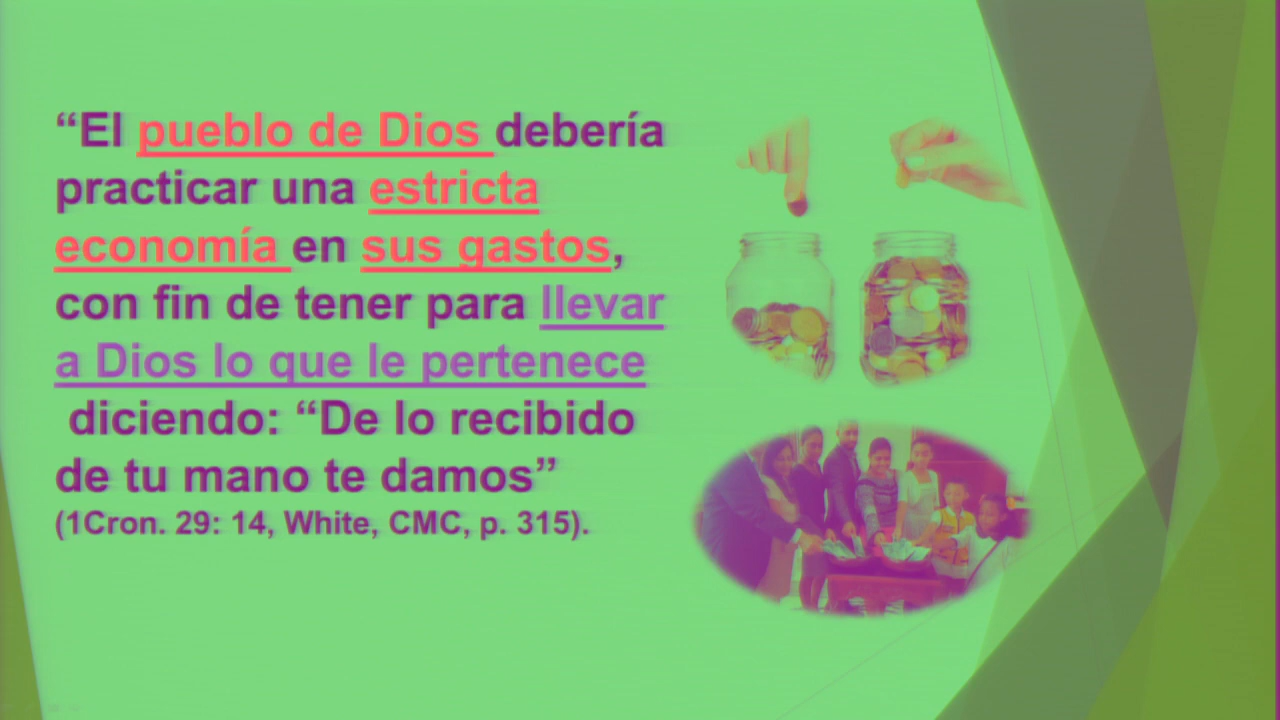 “El pueblo de Dios debería
practicar una estricta
economía en sus gastos,
con fin de tener para llevar
a Dios lo que le pertenece
diciendo: “De lo recibido
de tu mano te damos”
(1Cron. 29: 14, White, CMC, p. 315).